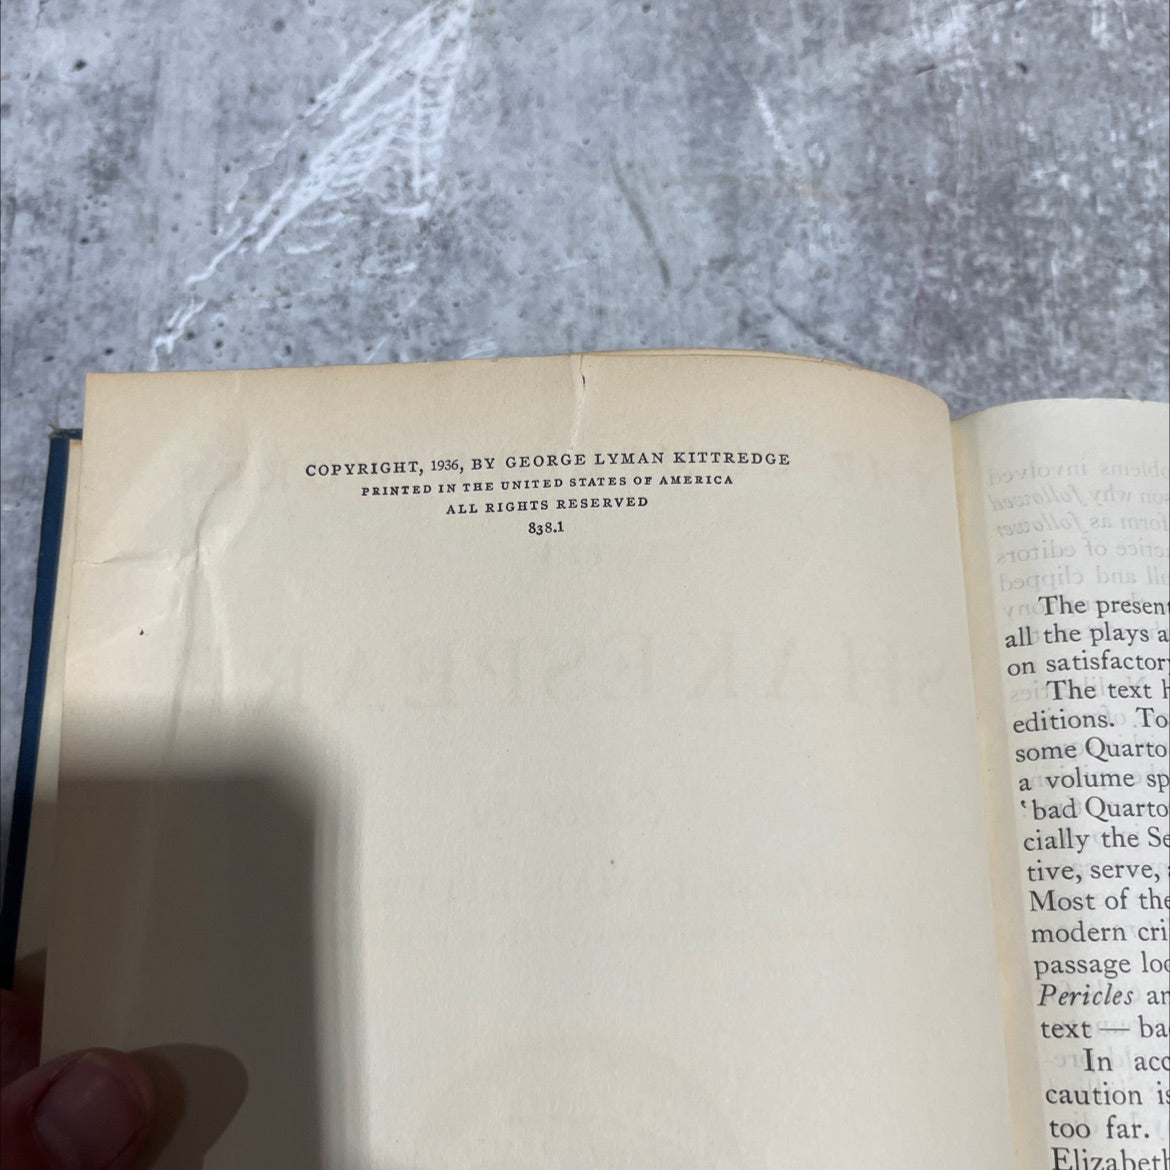 COPYRIGHT, 1936, BY GEORGE LYMAN KITTREDGE
PRINTED IN THE UNITED STATES OF AMERICA
ALL RIGHTS RESERVED
838.1
The present
all the plays a
on satisfactory
The text h
editions. To
some Quarto
a volume sp
‘bad Quarto
cially the Se
tive, serve,
Most of the
modern cri
passage loc
Pericles an
text — ba
In acc
caution is
too far.
Elizabeth